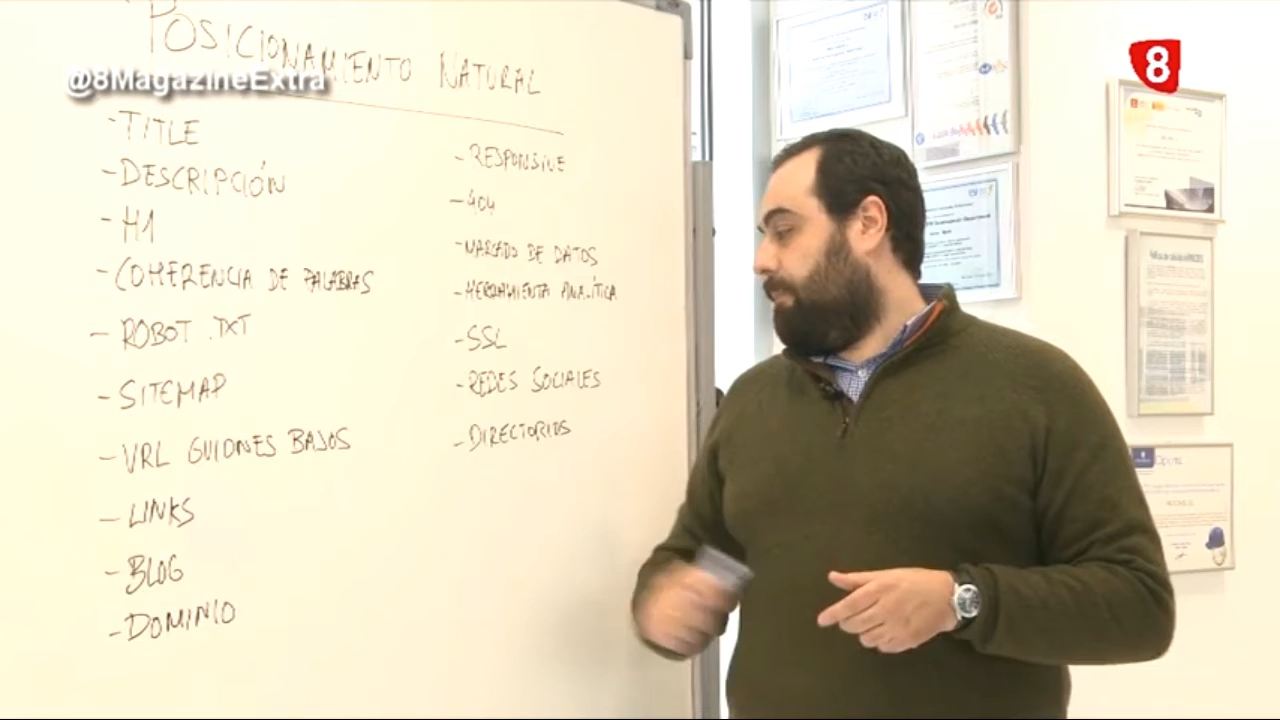 POSICIONAMIENTO NATURAL
@8MagazineExtra
8
-TITLE
-DESCRIPCIÓN
-H1
-COHERENCIA DE PALABRAS
-ROBOT.TXT
-SITEMAP
-URL GUIONES BAJOS
-LINKS
-BLOG
-DOMINIO
-RESPONSIVE
-404
-MARCADO DE DATOS
-HERRAMIENTA ANALÍTICA
-SSL
-REDES SOCIALES
-DIRECTORIOS